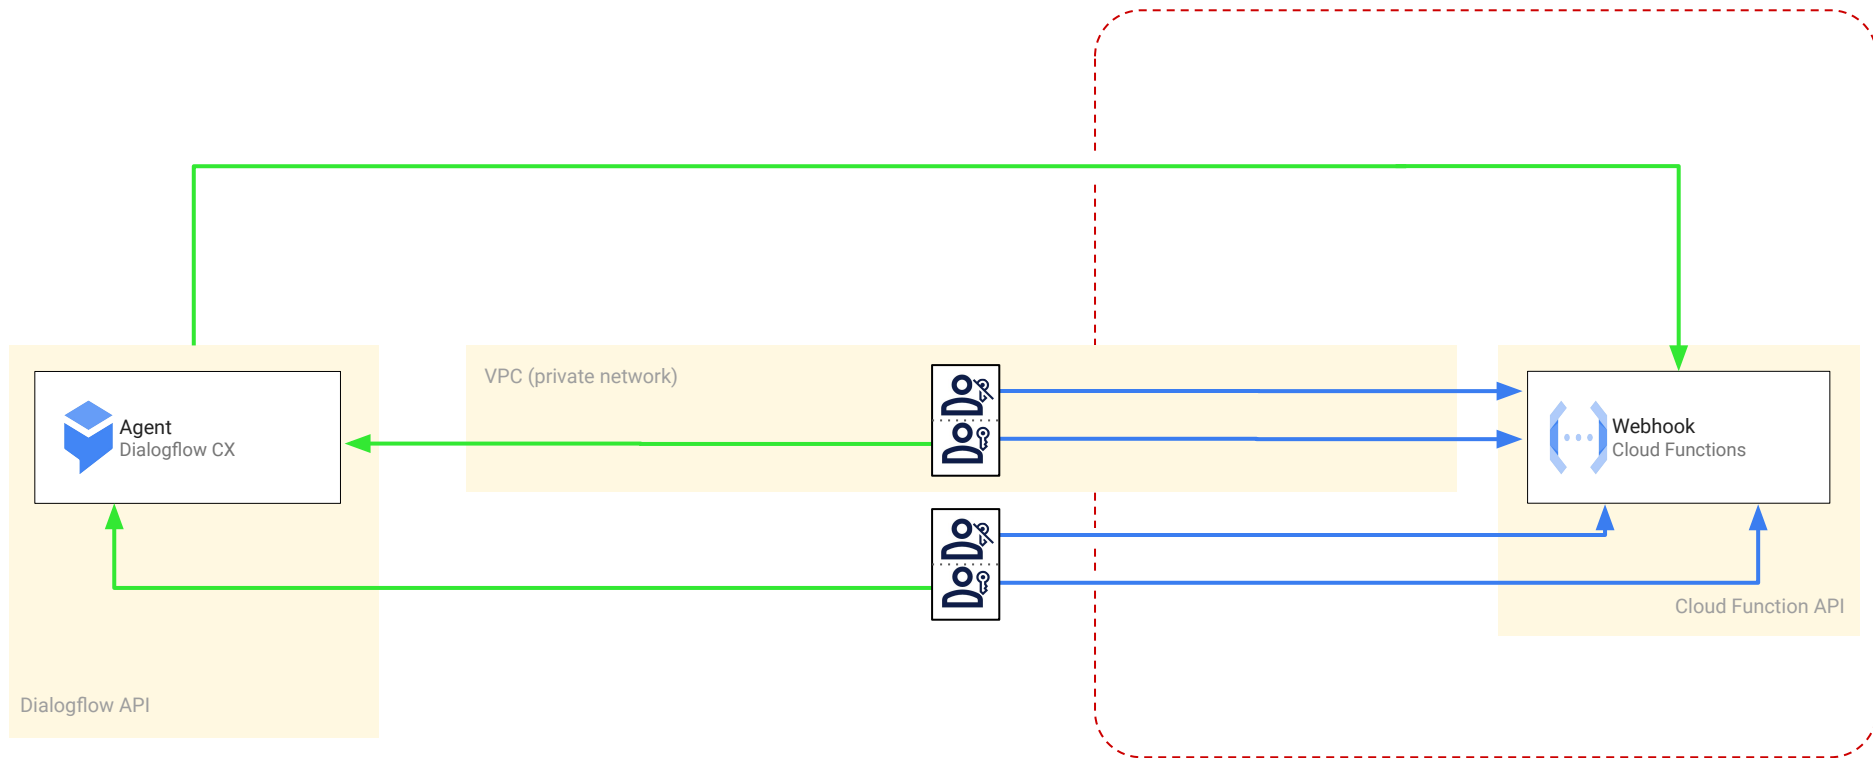 VPC (private network)
Agent
Dialogflow CX
Webhook
Cloud Functions
Cloud Function API
Dialogflow API